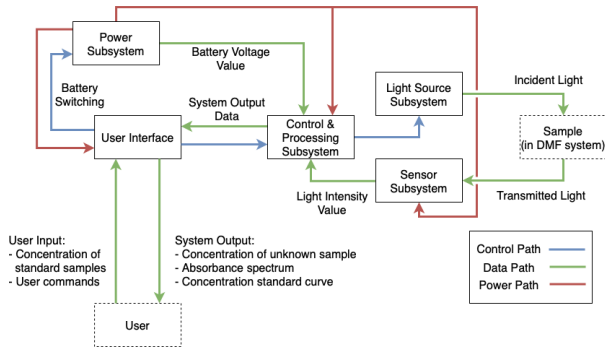 Power
Subsystem
Battery Voltage
Value
Battery
Switching
System Output
Data
Light Source
Subsystem
Incident Light
User Interface
Control &
Processing
Subsystem
Sample
(in DMF system)
Sensor
Subsystem
Light Intensity
Value
Transmitted Light
User Input:
- Concentration of
standard samples
- User commands
System Output:
- Concentration of unknown sample
- Absorbance spectrum
- Concentration standard curve
Control Path
Data Path
Power Path
User